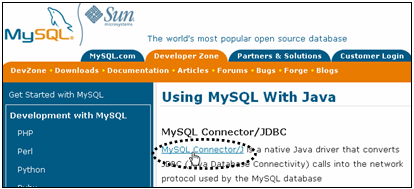 MySQL®
Sun
microsystems
The world's most popular open source database
MySQL.com Developer Zone Partners & Solutions Customer Login
DevZone • Downloads • Documentation • Articles • Forums • Bugs • Forge • Blogs
Get Started with MySQL
Development with MySQL
PHP
Perl
Python
Using MySQL With Java
MySQL Connector/JDBC
MySQL Connector/J is a native Java driver that converts
JDBC (Java Database Connectivity) calls into the network
protocol used by the MySQL database